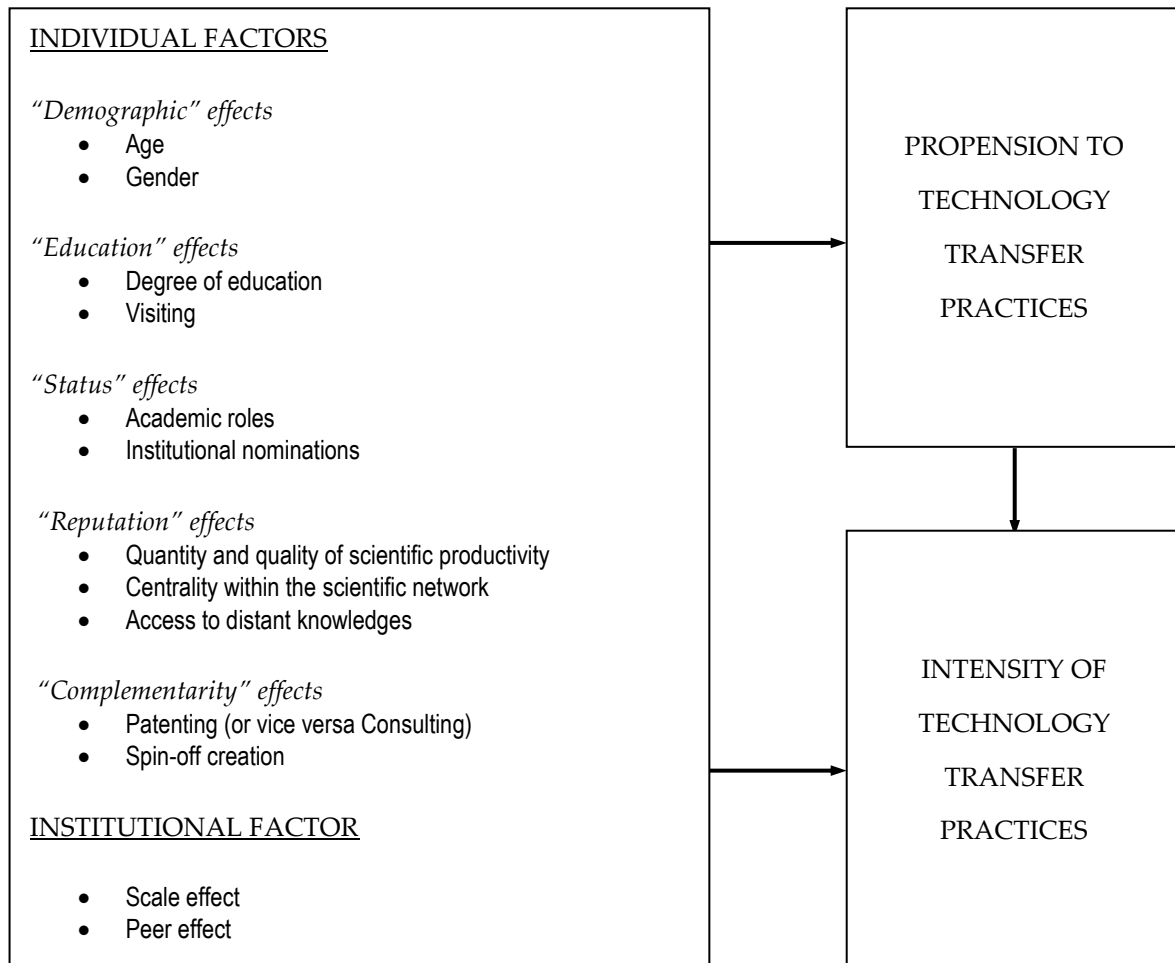 INDIVIDUAL FACTORS
“Demographic” effects
• Age
• Gender
“Education” effects
• Degree of education
• Visiting
“Status” effects
• Academic roles
• Institutional nominations
“Reputation” effects
• Quantity and quality of scientific productivity
• Centrality within the scientific network
• Access to distant knowledges
“Complementarity” effects
• Patenting (or vice versa Consulting)
• Spin-off creation
INSTITUTIONAL FACTOR
• Scale effect
• Peer effect
PROPENSION TO
TECHNOLOGY
TRANSFER
PRACTICES
INTENSITY OF
TECHNOLOGY
TRANSFER
PRACTICES